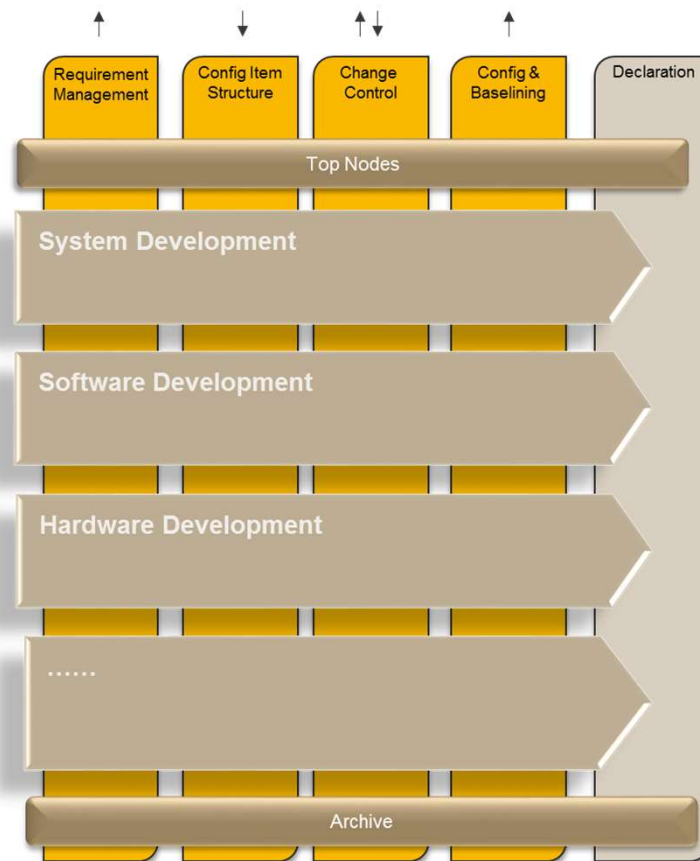 Requirement
Management
Config Item
Structure
Change
Control
Config &
Baselining
Declaration
Top Nodes
System Development
Software Development
Hardware Development
......
Archive